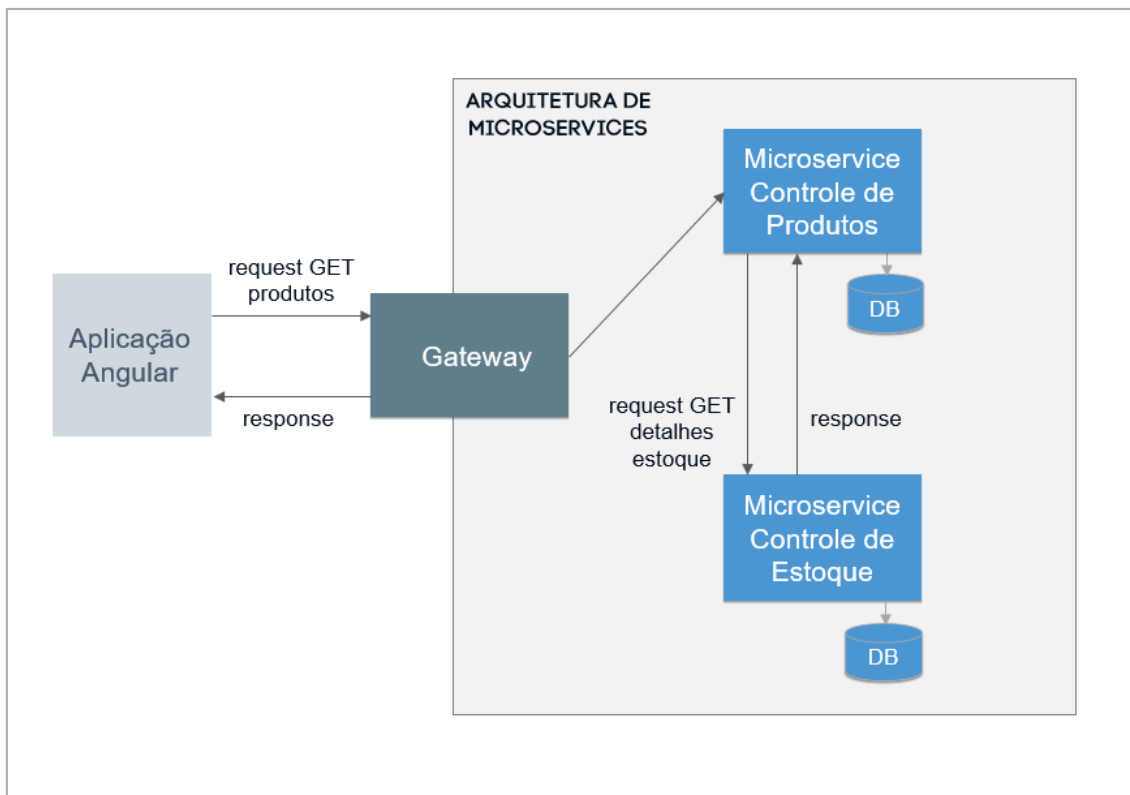 ARQUITETURA DE
MICROSERVICES
Microservice
Controle de
Produtos
DB
request GET
produtos
Aplicação
Angular
Gateway
response
request GET
detalhes
estoque
response
Microservice
Controle de
Estoque
DB